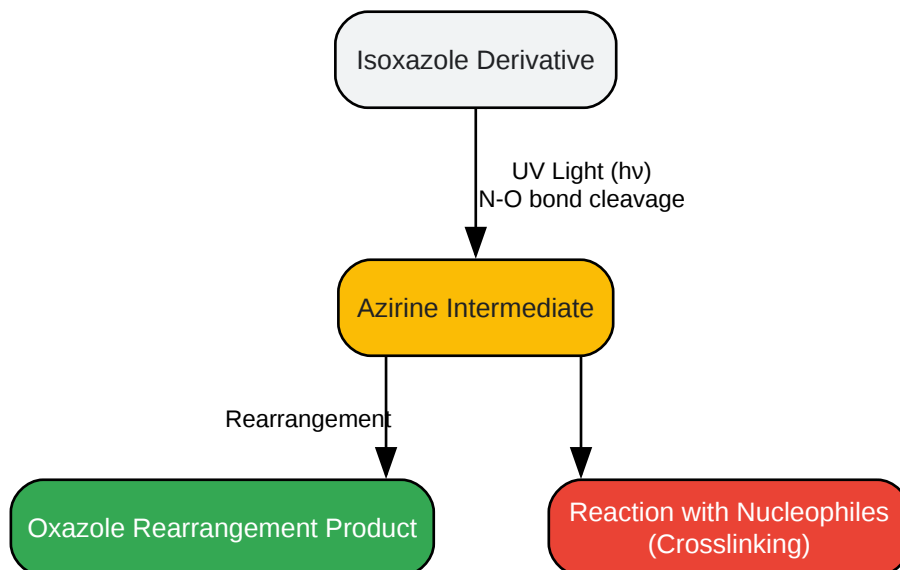 Isoxazole Derivative
UV Light (hν)
N-O bond cleavage
Azirine Intermediate
Rearrangement
Oxazole Rearrangement Product
Reaction with Nucleophiles
(Crosslinking)